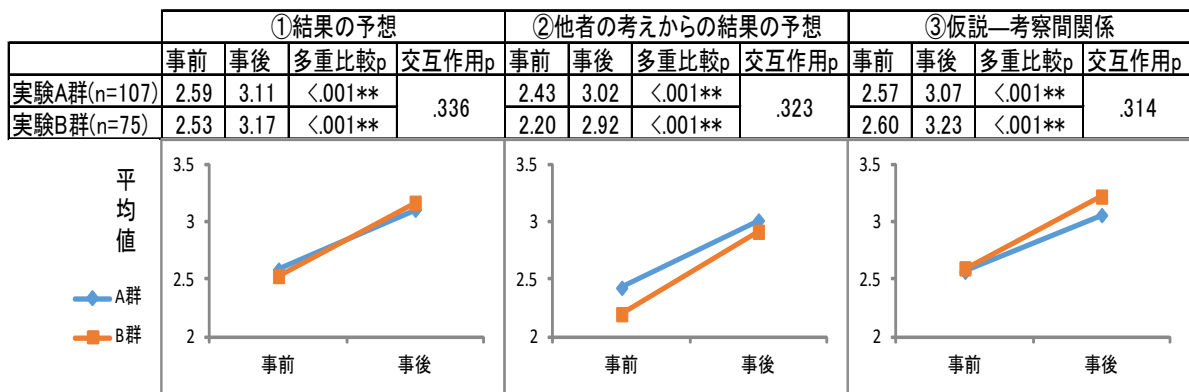 ①結果の予想 ②他者の考えからの結果の予想 ③仮説―考察間関係
事前 事後 多重比較p 交互作用p 事前 事後 多重比較p 交互作用p 事前 事後 多重比較p 交互作用p
実験A群(n=107) 2.59 3.11 <.001** .336 2.43 3.02 <.001** .323 2.57 3.07 <.001** .314
実験B群(n=75) 2.53 3.17 <.001** 2.20 2.92 <.001** 2.60 3.23 <.001**
平均値
A群
B群
3.5
3
2.5
2
事前 事後
3.5
3
2.5
2
事前 事後
3.5
3
2.5
2
事前 事後